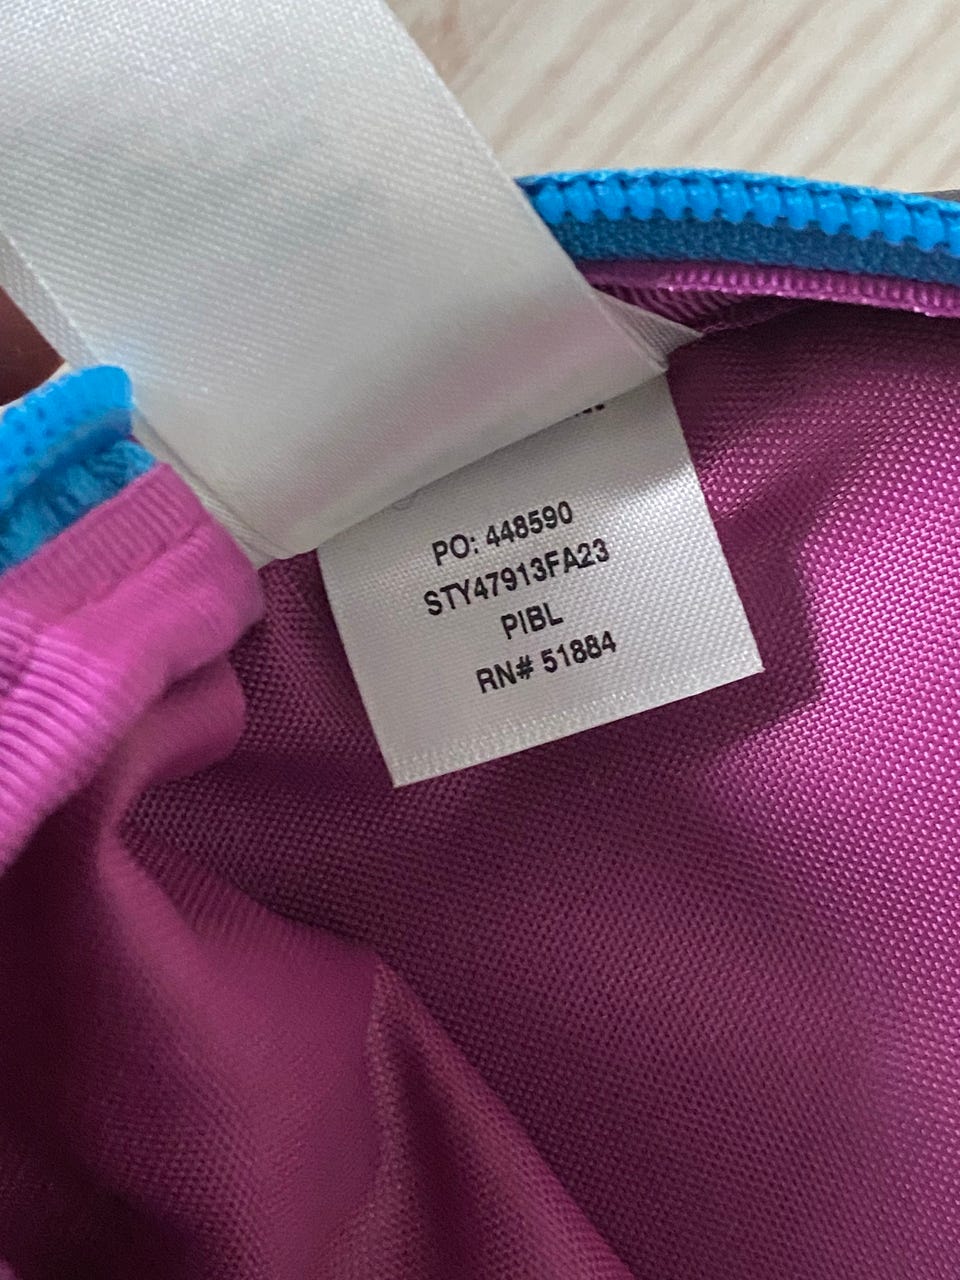 PO: 448590
STY47913FA23
PIBL
RN# 51884